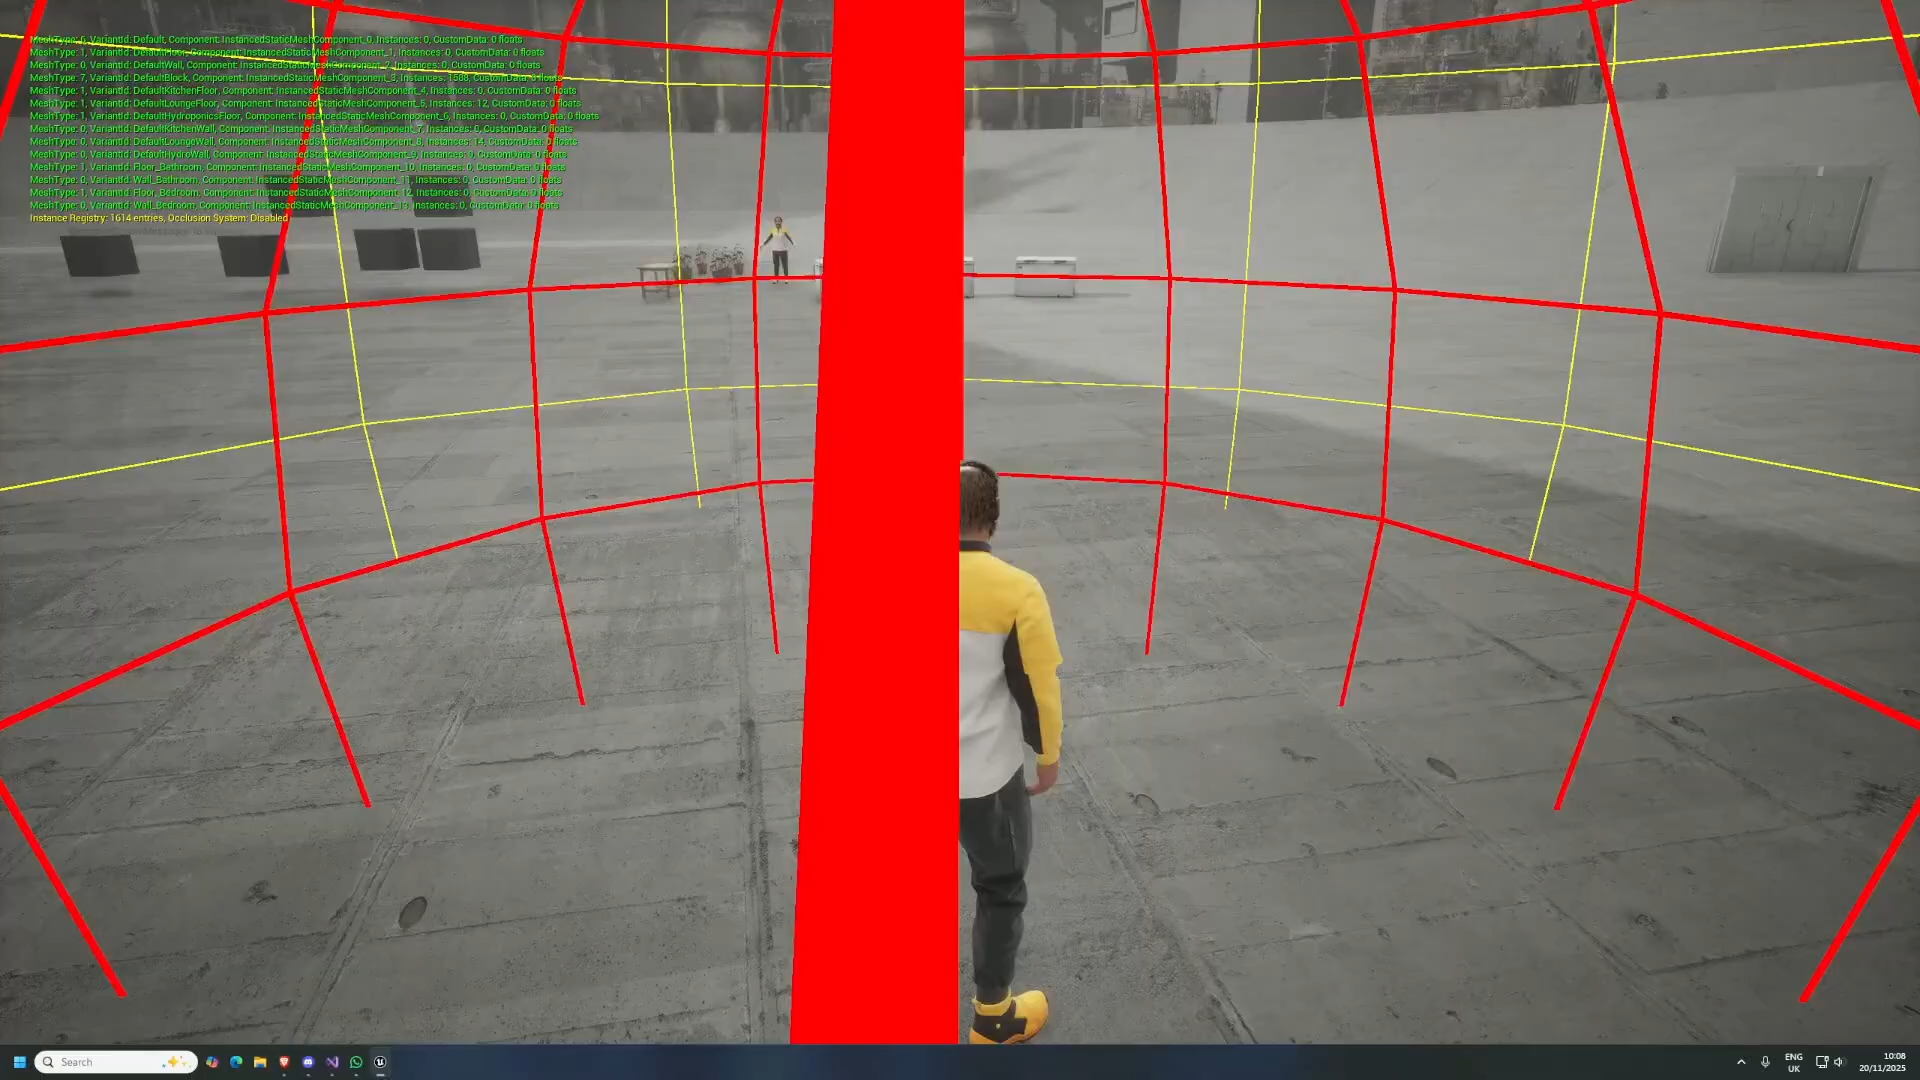 MeshType: 6, VariantId: Default, Component: InstancedStaticMeshComponent_0, Instances: 0, CustomData: 0 floats
MeshType: 1, VariantId: DefaultFloor, Component: InstancedStaticMeshComponent_1, Instances: 0, CustomData: 0 floats
MeshType: 0, VariantId: DefaultWall, Component: InstancedStaticMeshComponent_2, Instances: 0, CustomData: 0 floats
MeshType: 7, VariantId: DefaultBlock, Component: InstancedStaticMeshComponent_3, Instances: 1588, CustomData: 0 floats
MeshType: 1, VariantId: DefaultKitchenFloor, Component: InstancedStaticMeshComponent_4, Instances: 0, CustomData: 0 floats
MeshType: 1, VariantId: DefaultLoungeFloor, Component: InstancedStaticMeshComponent_5, Instances: 12, CustomData: 0 floats
MeshType: 1, VariantId: DefaultHydroponicsFloor, Component: InstancedStaticMeshComponent_6, Instances: 0, CustomData: 0 floats
MeshType: 0, VariantId: DefaultKitchenWall, Component: InstancedStaticMeshComponent_7, Instances: 0, CustomData: 0 floats
MeshType: 0, VariantId: DefaultLoungeWall, Component: InstancedStaticMeshComponent_8, Instances: 14, CustomData: 0 floats
MeshType: 0, VariantId: DefaultHydroWall, Component: InstancedStaticMeshComponent_9, Instances: 0, CustomData: 0 floats
MeshType: 1, VariantId: Floor_Bathroom, Component: InstancedStaticMeshComponent_10, Instances: 0, CustomData: 0 floats
MeshType: 0, VariantId: Wall_Bathroom, Component: InstancedStaticMeshComponent_11, Instances: 0, CustomData: 0 floats
MeshType: 1, VariantId: Floor_Bedroom, Component: InstancedStaticMeshComponent_12, Instances: 0, CustomData: 0 floats
MeshType: 0, VariantId: Wall_Bedroom, Component: InstancedStaticMeshComponent_13, Instances: 0, CustomData: 0 floats
Instance Registry: 1614 entries, Occlusion System: Disabled
Search
ENG
UK
10:08
20/11/2025